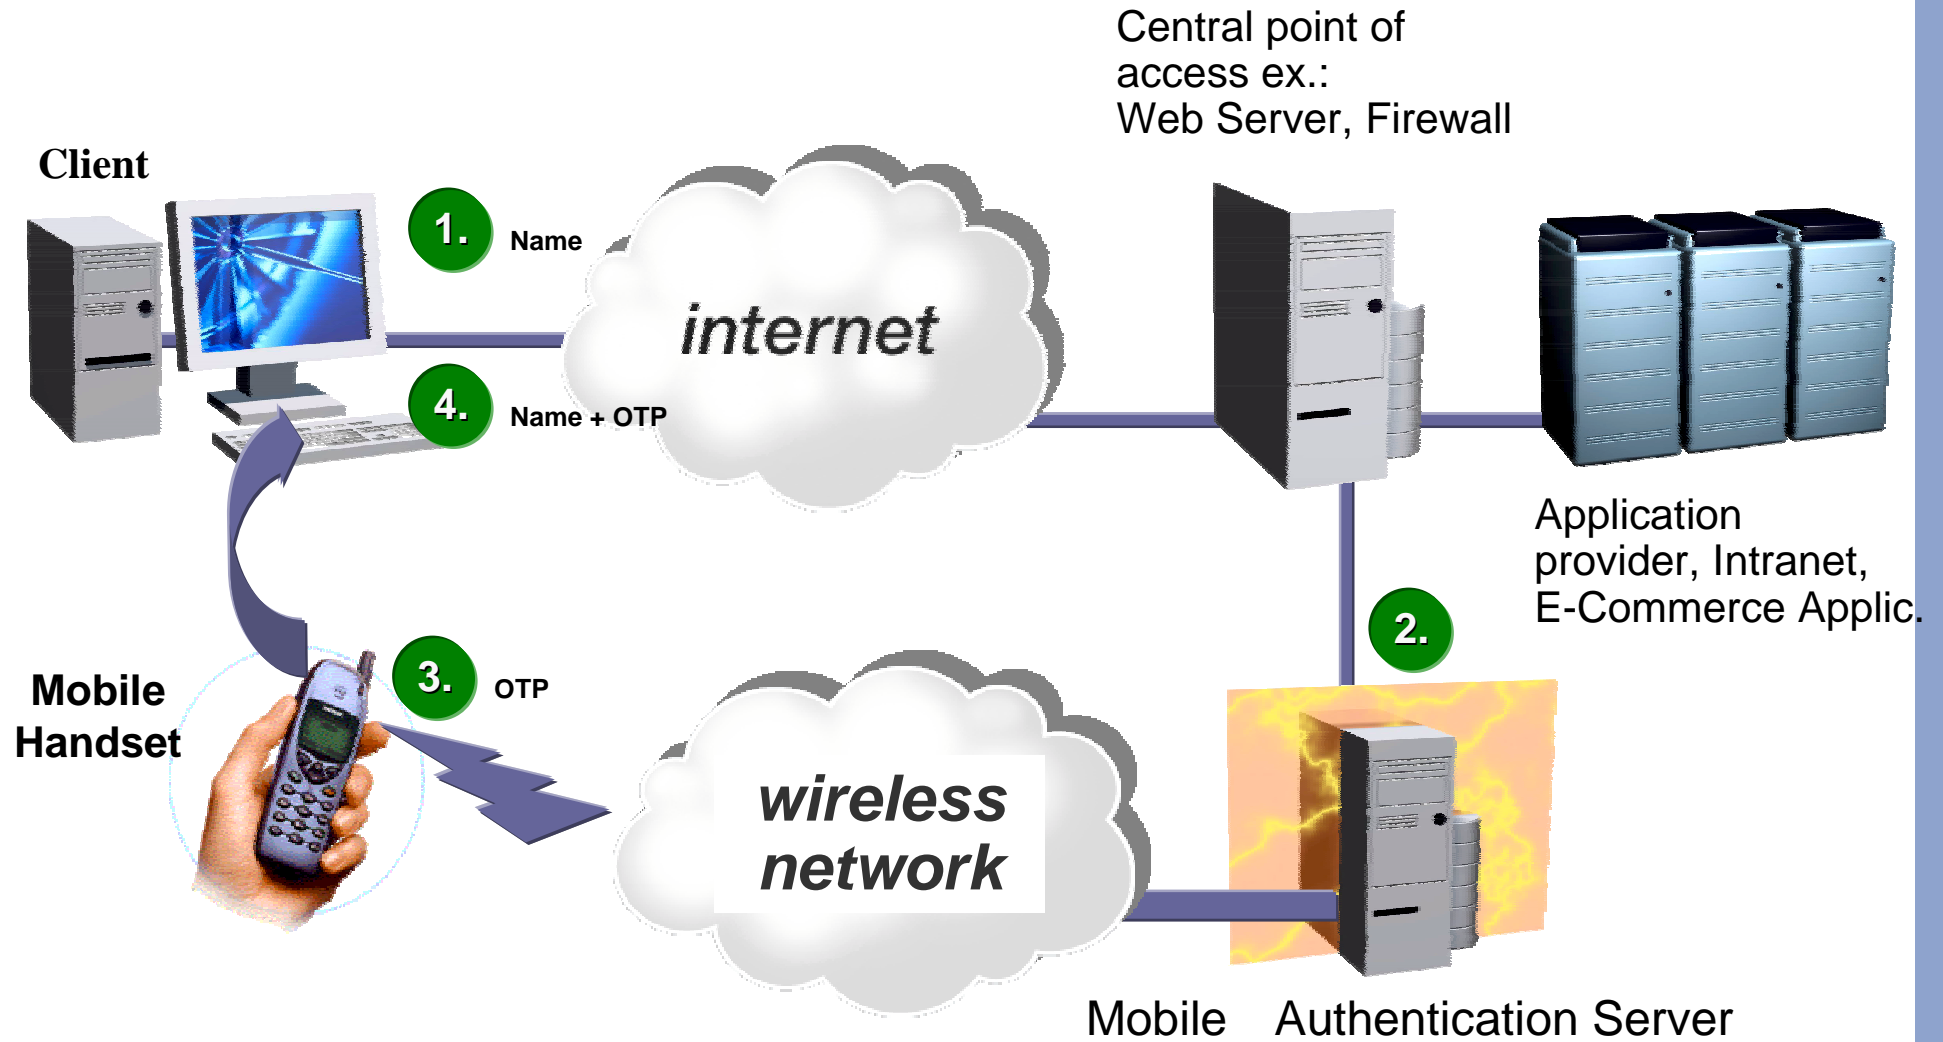 Central point of
access ex.:
Web Server, Firewall
Client
1.
Name
internet
4.
Name + OTP
Application
provider, Intranet,
E-Commerce Applic.
2.
3.
OTP
Mobile
Handset
wireless
network
Mobile Authentication Server